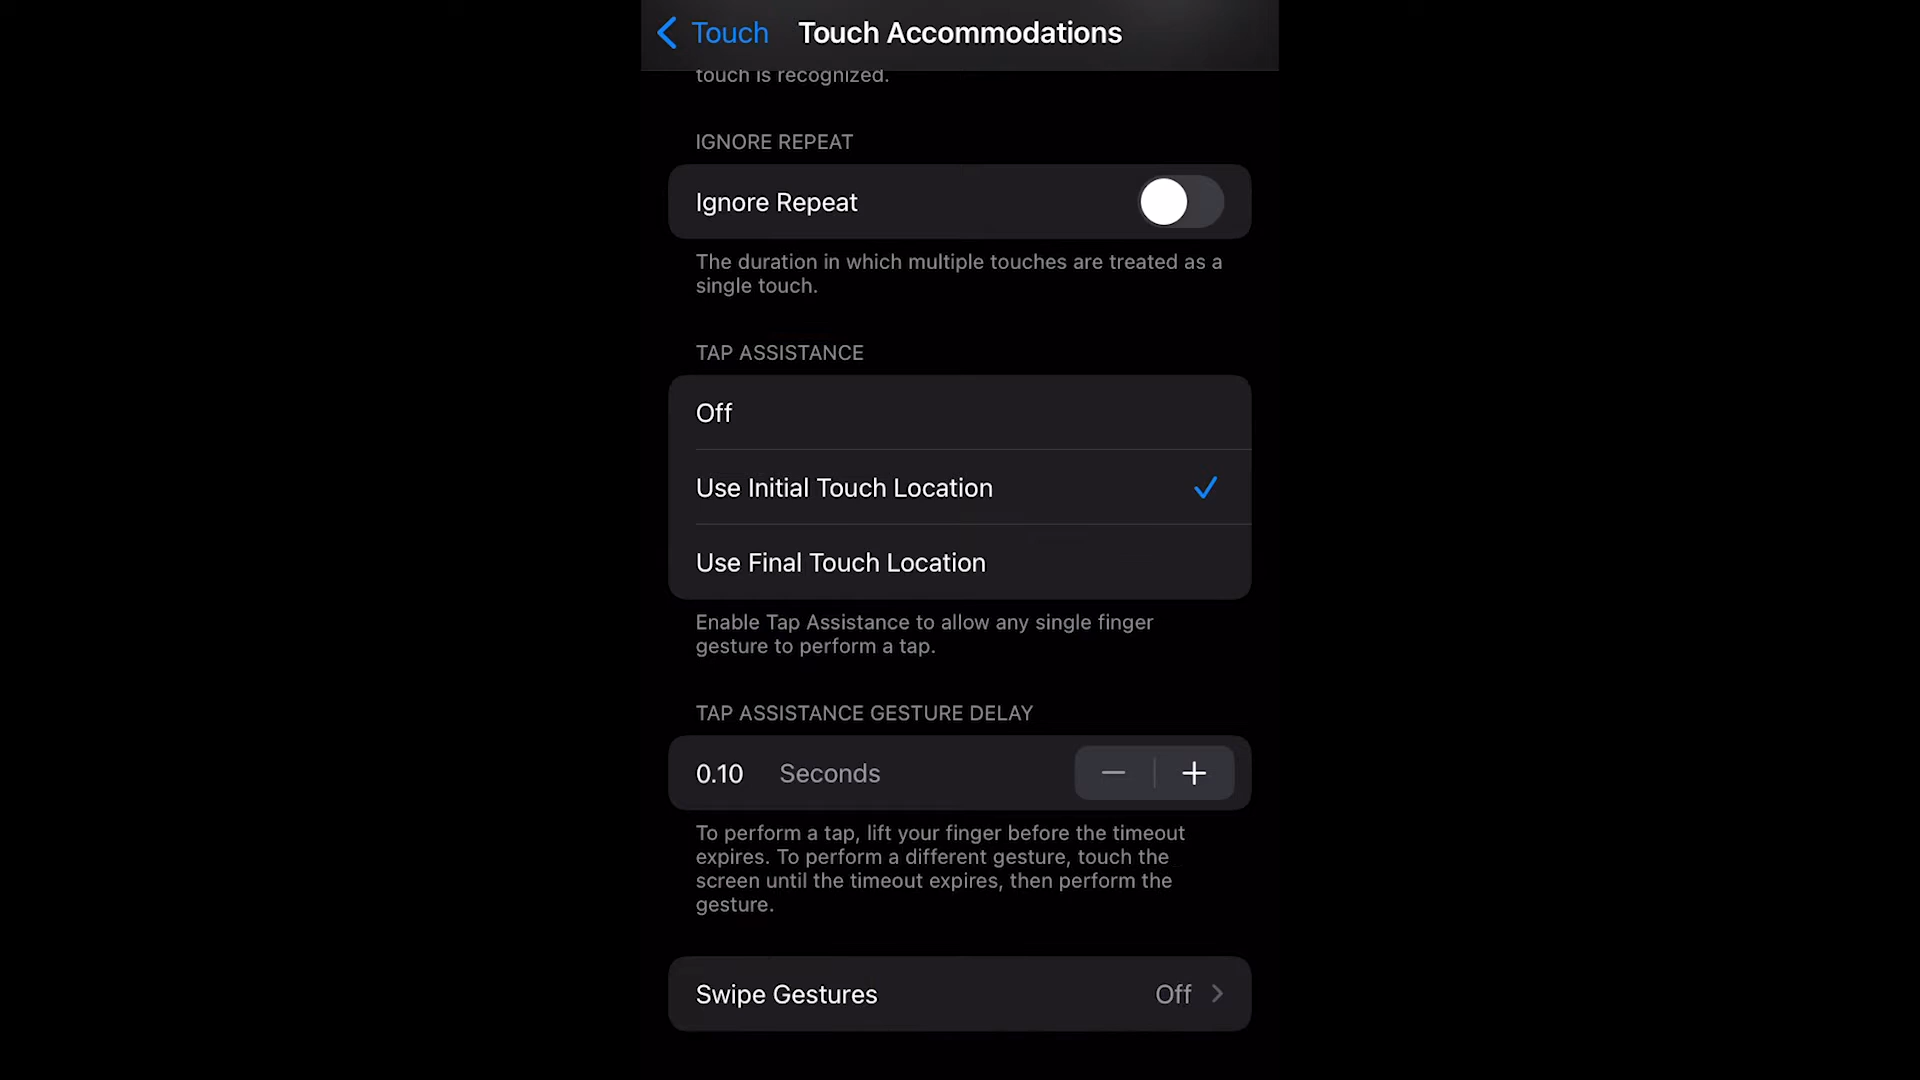 Touch Touch Accommodations
touch is recognized.
IGNORE REPEAT
Ignore Repeat
The duration in which multiple touches are treated as a
single touch.
TAP ASSISTANCE
Off
Use Initial Touch Location
Use Final Touch Location
Enable Tap Assistance to allow any single finger
gesture to perform a tap.
TAP ASSISTANCE GESTURE DELAY
0.10 Seconds
To perform a tap, lift your finger before the timeout
expires. To perform a different gesture, touch the
screen until the timeout expires, then perform the
gesture.
Swipe Gestures Off